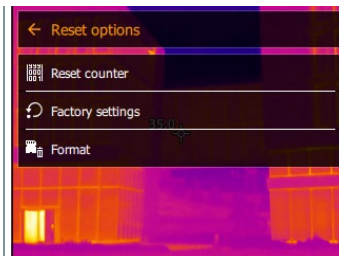 Reset options
Reset counter
Factory settings
35:0
Format